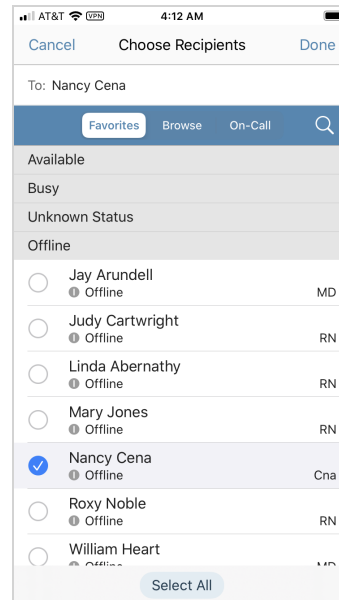 AT&T VPN 4:12 AM
Cancel Choose Recipients Done
To: Nancy Cena
Favorites Browse On-Call
Available
Busy
Unknown Status
Offline
Jay Arundell
Offline MD
Judy Cartwright
Offline RN
Linda Abernathy
Offline RN
Mary Jones
Offline RN
Nancy Cena
Offline Cna
Roxy Noble
Offline RN
William Heart
Offline MD
Select All